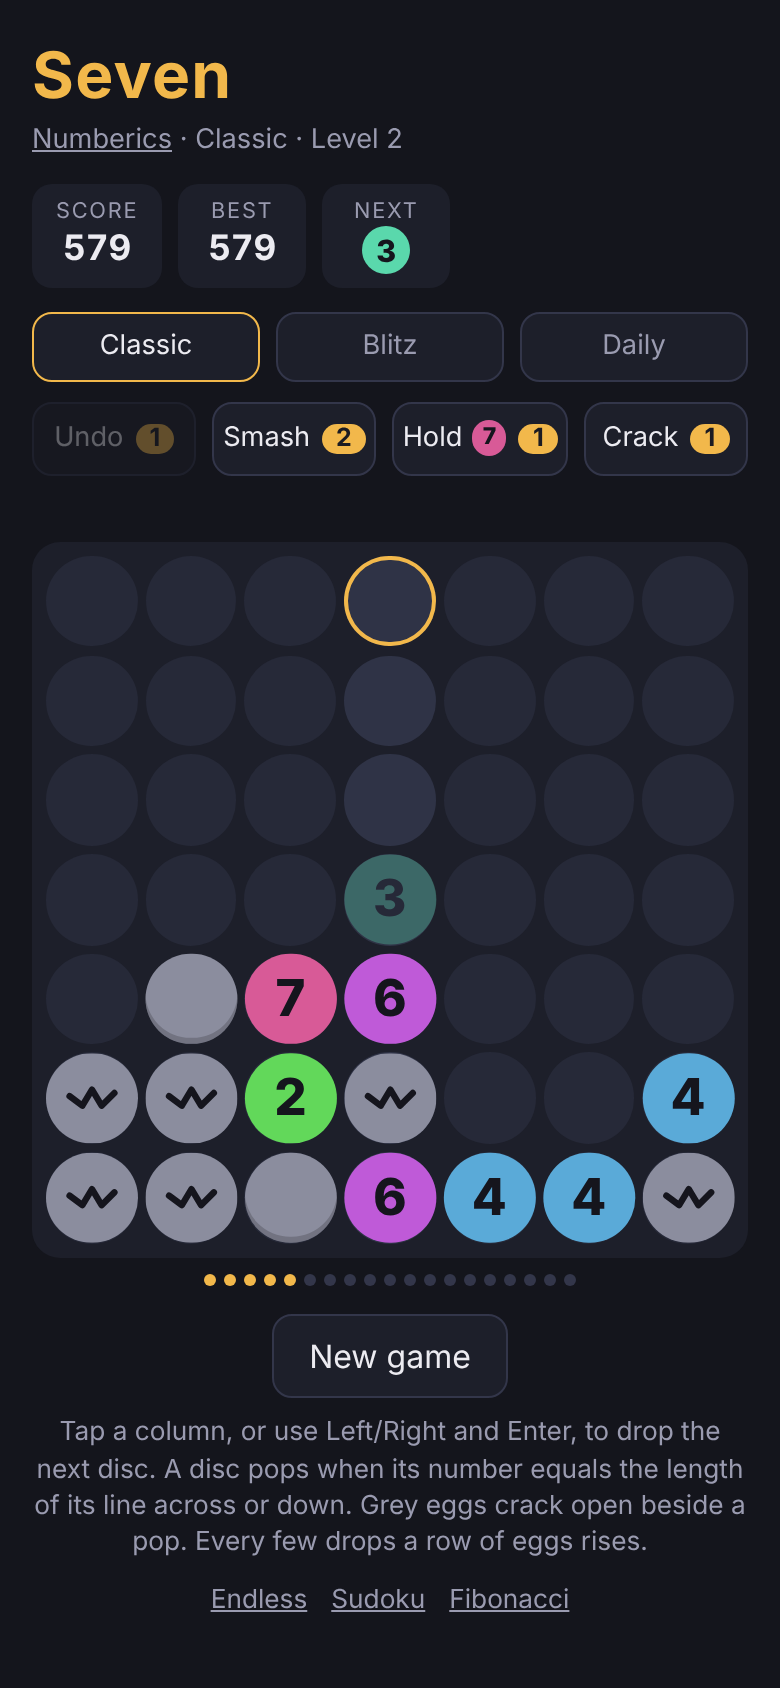 Seven
Numberics · Classic · Level 2
SCORE BEST NEXT
579 579 3
Classic Blitz Daily
Undo 1 Smash 2 Hold 7 1 Crack 1
3
7 6
2 4
6 4 4
New game
Tap a column, or use Left/Right and Enter, to drop the
next disc. A disc pops when its number equals the length
of its line across or down. Grey eggs crack open beside a
pop. Every few drops a row of eggs rises.
Endless Sudoku Fibonacci